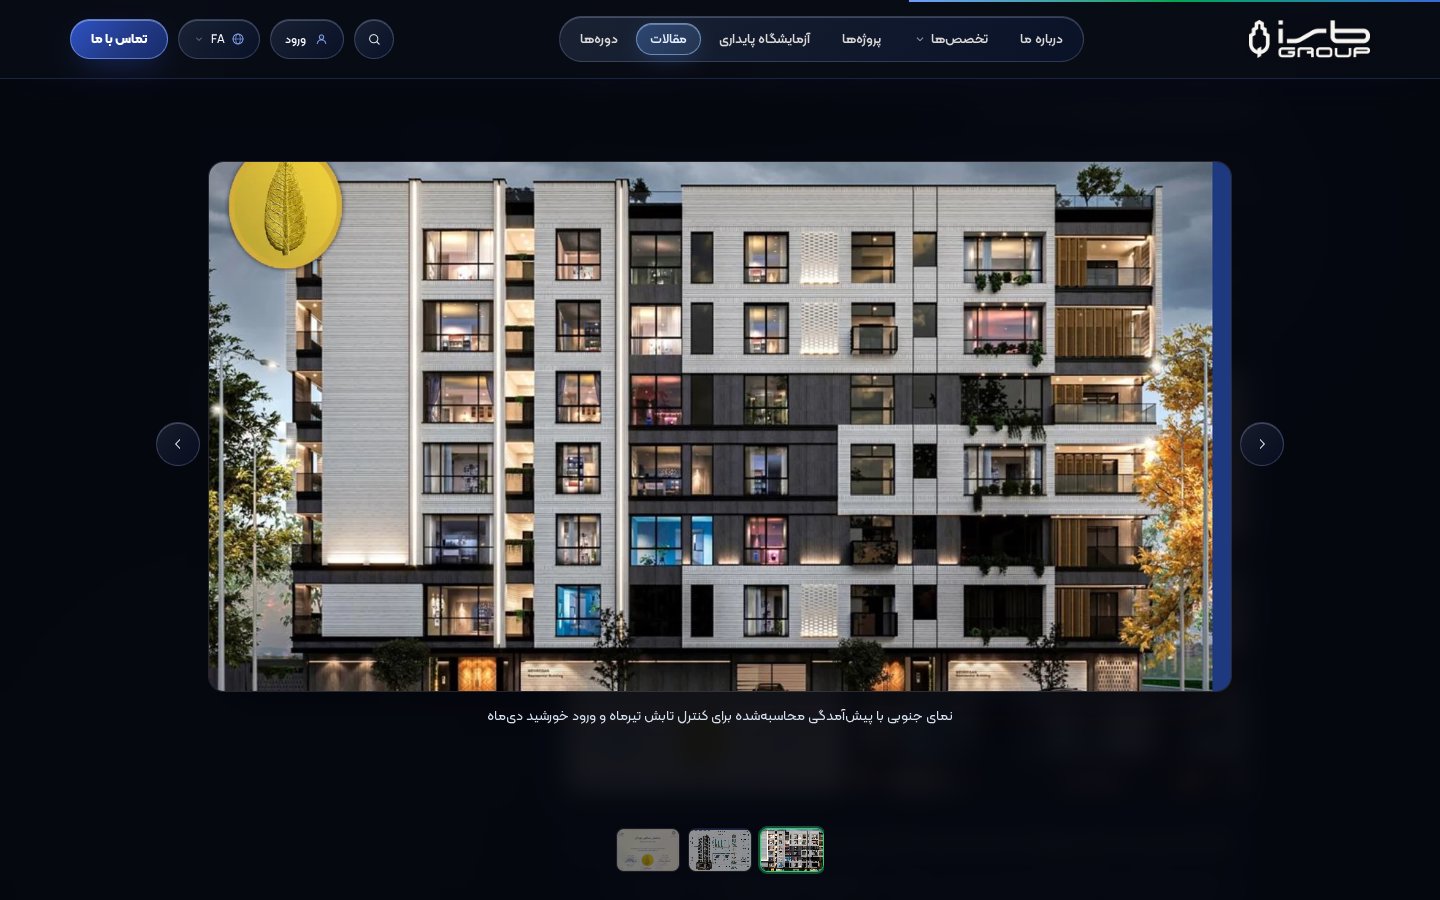 ISB
GROUP
درباره ما
تخصص‌ها
پروژه‌ها
آزمایشگاه پایداری
مقالات
دوره‌ها
ورود
FA
تماس با ما
نمای جنوبی با پیش‌آمدگی محاسبه‌شده برای کنترل تابش تیرماه و ورود خورشید دی‌ماه